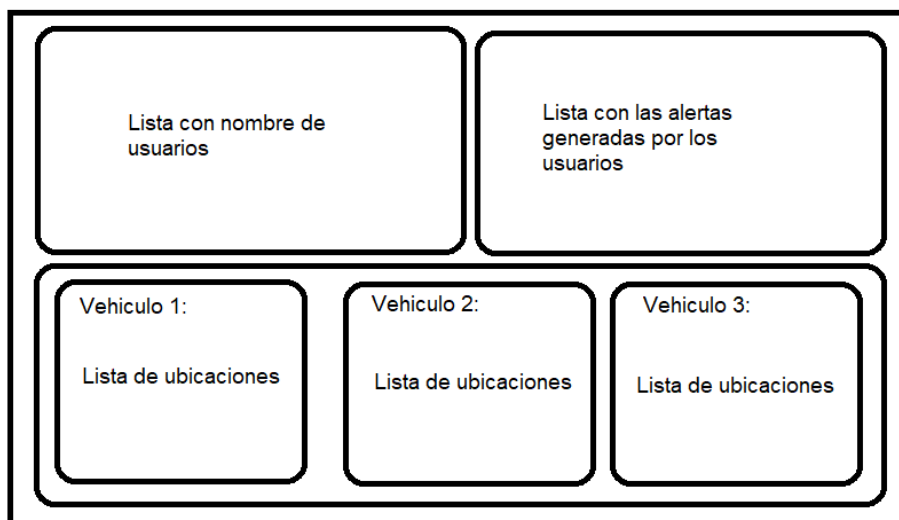 Lista con nombre de
usuarios
Lista con las alertas
generadas por los
usuarios
Vehiculo 1:
Lista de ubicaciones
Vehiculo 2:
Lista de ubicaciones
Vehiculo 3:
Lista de ubicaciones